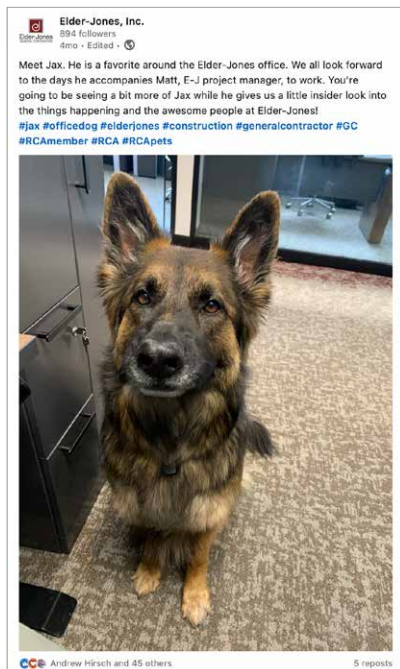 Elder-Jones, Inc.
894 followers
4mo • Edited •
Elder-Jones
Meet Jax. He is a favorite around the Elder-Jones office. We all look forward
to the days he accompanies Matt, E-J project manager, to work. You're
going to be seeing a bit more of Jax while he gives us a little insider look into
the things happening and the awesome people at Elder-Jones!
#jax #officedog #elderjones #construction #generalcontractor #GC
#RCAmember #RCA #RCApets
Andrew Hirsch and 45 others
5 reposts